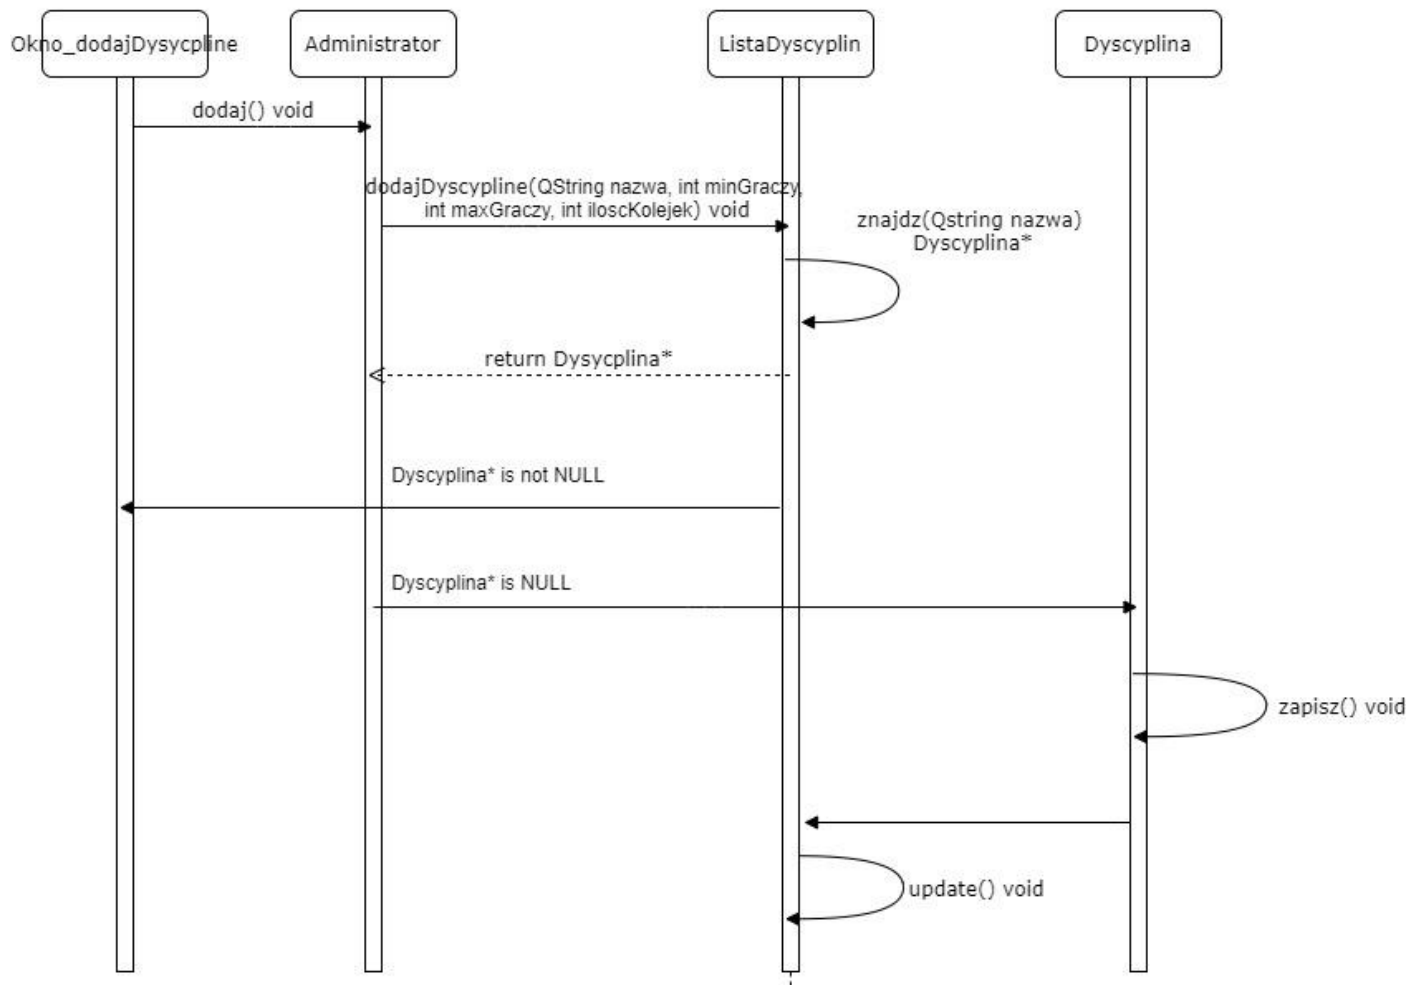 Okno_dodajDysycpline
Administrator
ListaDyscyplin
Dyscyplina
dodaj() void
dodajDyscypline(QString nazwa, int minGraczy,
int maxGraczy, int iloscKolejek) void
znajdz(Qstring nazwa)
Dyscyplina*
return Dysycplina*
Dyscyplina* is not NULL
Dyscyplina* is NULL
zapisz() void
update() void